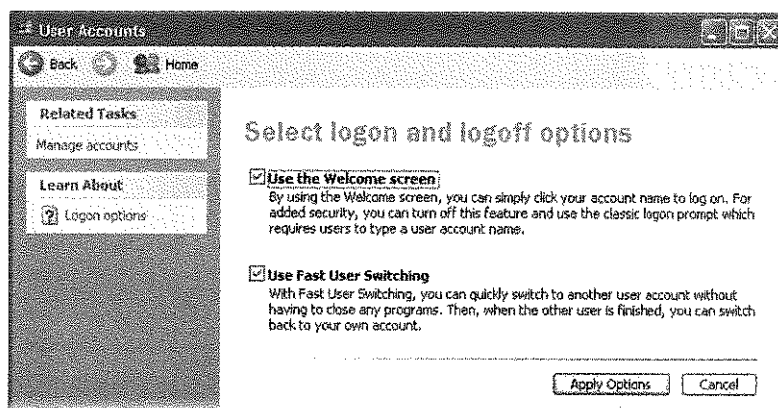 User Accounts
Back Home
Related Tasks
Manage accounts
Learn About
Logon options
Select logon and logoff options
Use the Welcome screen
By using the Welcome screen, you can simply click your account name to log on. For
added security, you can turn off this feature and use the classic logon prompt which
requires users to type a user account name.
Use Fast User Switching
With Fast User Switching, you can quickly switch to another user account without
having to close any programs. Then, when the other user is finished, you can switch
back to your own account.
Apply Options Cancel